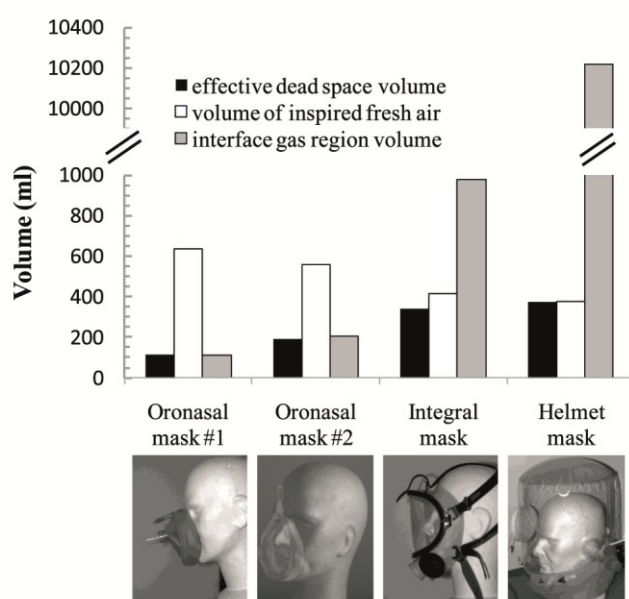 10400
10200
10000
1000
800
600
400
200
0
Volume (ml)
effective dead space volume
volume of inspired fresh air
interface gas region volume
Oronasal
mask #1
Oronasal
mask #2
Integral
mask
Helmet
mask